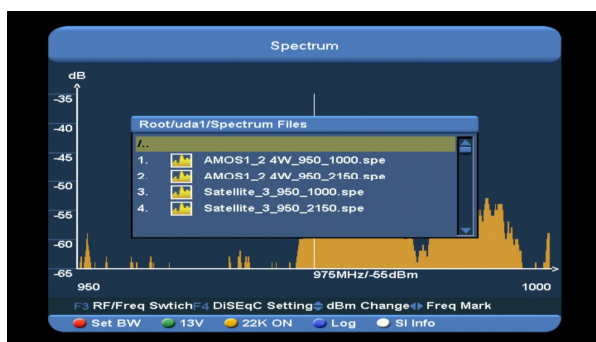 Spectrum
dB
-35
-40
-45
-50
-55
-60
-65
Root/uda1/Spectrum Files
/..
1. AMOS1_2 4W_950_1000.spe
2. AMOS1_2 4W_950_2150.spe
3. Satellite_3_950_1000.spe
4. Satellite_3_950_2150.spe
975MHz/-55dBm
950 1000
F3 RF/Freq Swtich F4 DiSEqC Setting dBm Change Freq Mark
Set BW 13V 22K ON Log SI Info